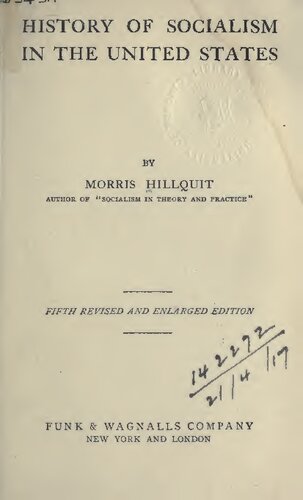 HISTORY OF SOCIALISM
IN THE UNITED STATES
BY
MORRIS HILLQUIT
AUTHOR OF "SOCIALISM IN THEORY AND PRACTICE"
FIFTH REVISED AND ENLARGED EDITION
142272
21/4/17
FUNK & WAGNALLS COMPANY
NEW YORK AND LONDON